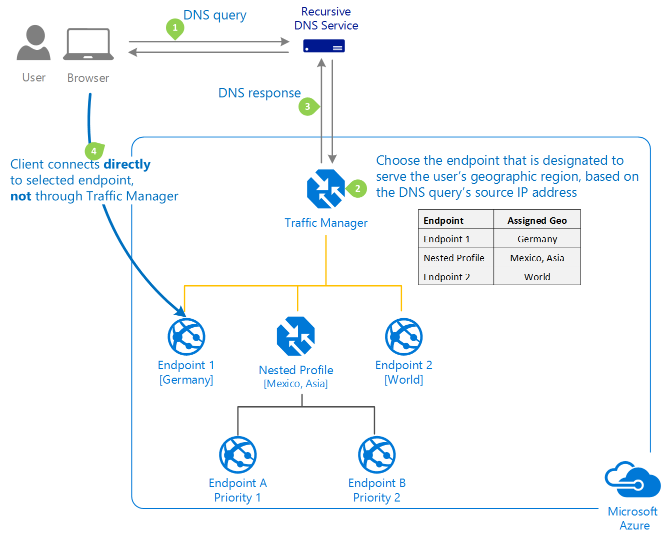 Recursive
DNS Service
DNS query
1
User
Browser
DNS response
3
4
Client connects directly
to selected endpoint,
not through Traffic Manager
2
Choose the endpoint that is designated to
serve the user's geographic region, based on
the DNS query's source IP address
Traffic Manager
Endpoint Assigned Geo
Endpoint 1 Germany
Nested Profile Mexico, Asia
Endpoint 2 World
Endpoint 1
[Germany]
Nested Profile
[Mexico, Asia]
Endpoint 2
[World]
Endpoint A
Priority 1
Endpoint B
Priority 2
Microsoft
Azure